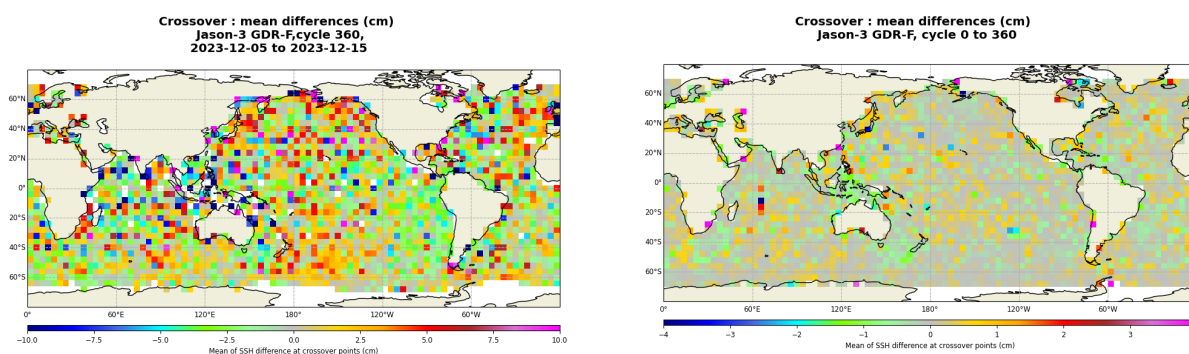 Crossover : mean differences (cm)
Jason-3 GDR-F,cycle 360,
2023-12-05 to 2023-12-15
60°N
40°N
20°N
0°
20°S
40°S
60°S
0°
60°E
120°E
180°
120°W
60°W
−10.0
−7.5
−5.0
−2.5
0.0
2.5
5.0
7.5
10.0
Mean of SSH difference at crossover points (cm)
Crossover : mean differences (cm)
Jason-3 GDR-F, cycle 0 to 360
60°N
40°N
20°N
0°
20°S
40°S
60°S
0°
60°E
120°E
180°
120°W
60°W
−4
−3
−2
−1
0
1
2
3
Mean of SSH difference at crossover points (cm)